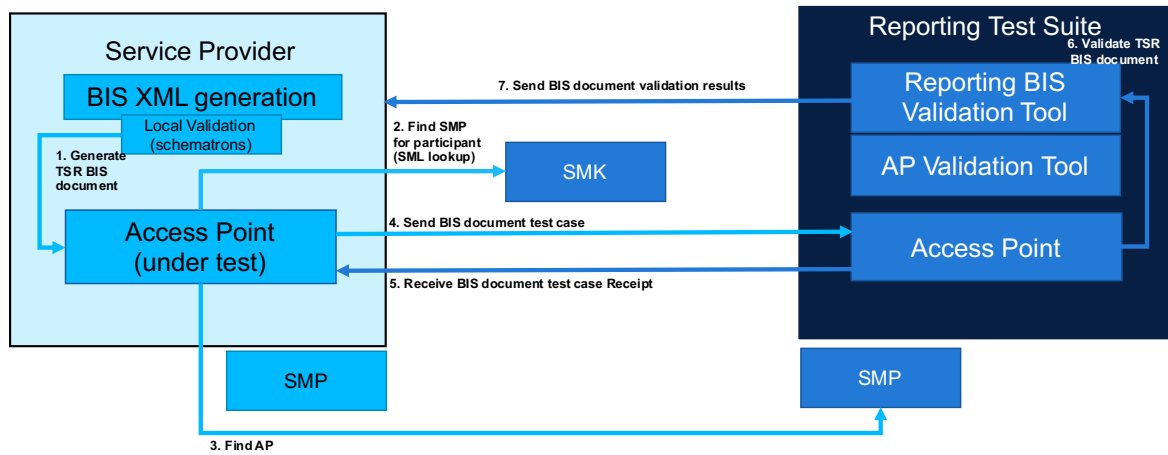 Service Provider
BIS XML generation
Local Validation
(schematrons)
1. Generate
TSR BIS
document
Access Point
(under test)
SMP
2. Find SMP
for participant
(SML lookup)
SMK
7. Send BIS document validation results
4. Send BIS document test case
5. Receive BIS document test case Receipt
3. Find AP
Reporting Test Suite
6. Validate TSR
BIS document
Reporting BIS
Validation Tool
AP Validation Tool
Access Point
SMP